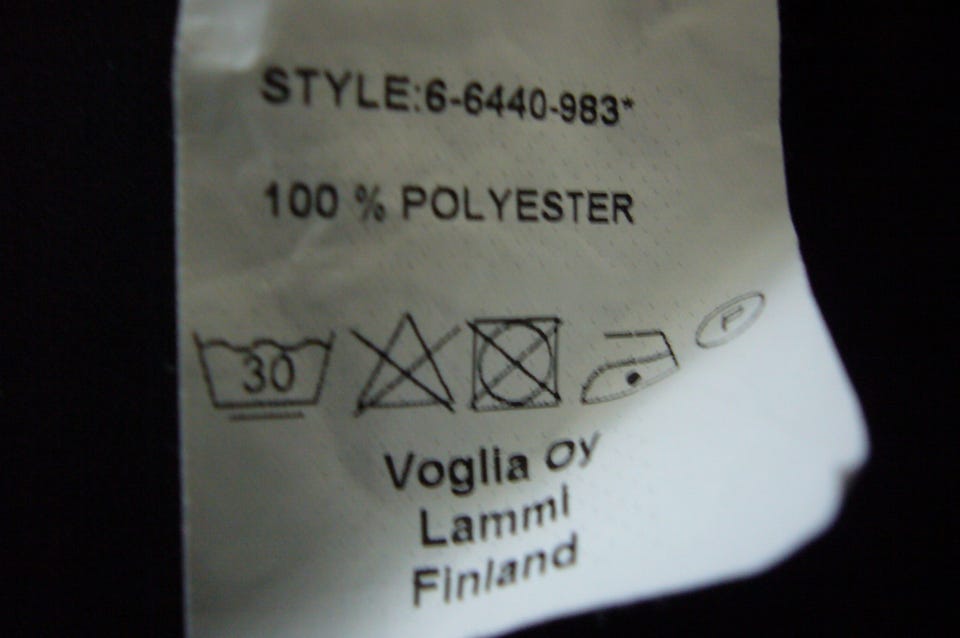 STYLE:6-6440-983*
100 % POLYESTER
30 P
Voglia Oy
Lammi
Finland